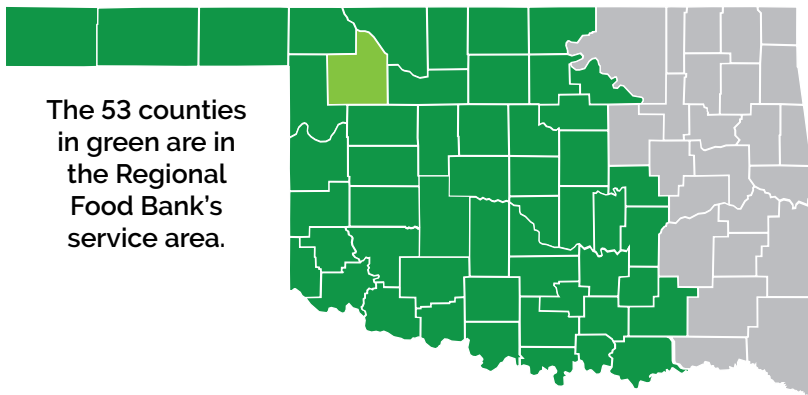 The 53 counties
in green are in
the Regional
Food Bank's
service area.